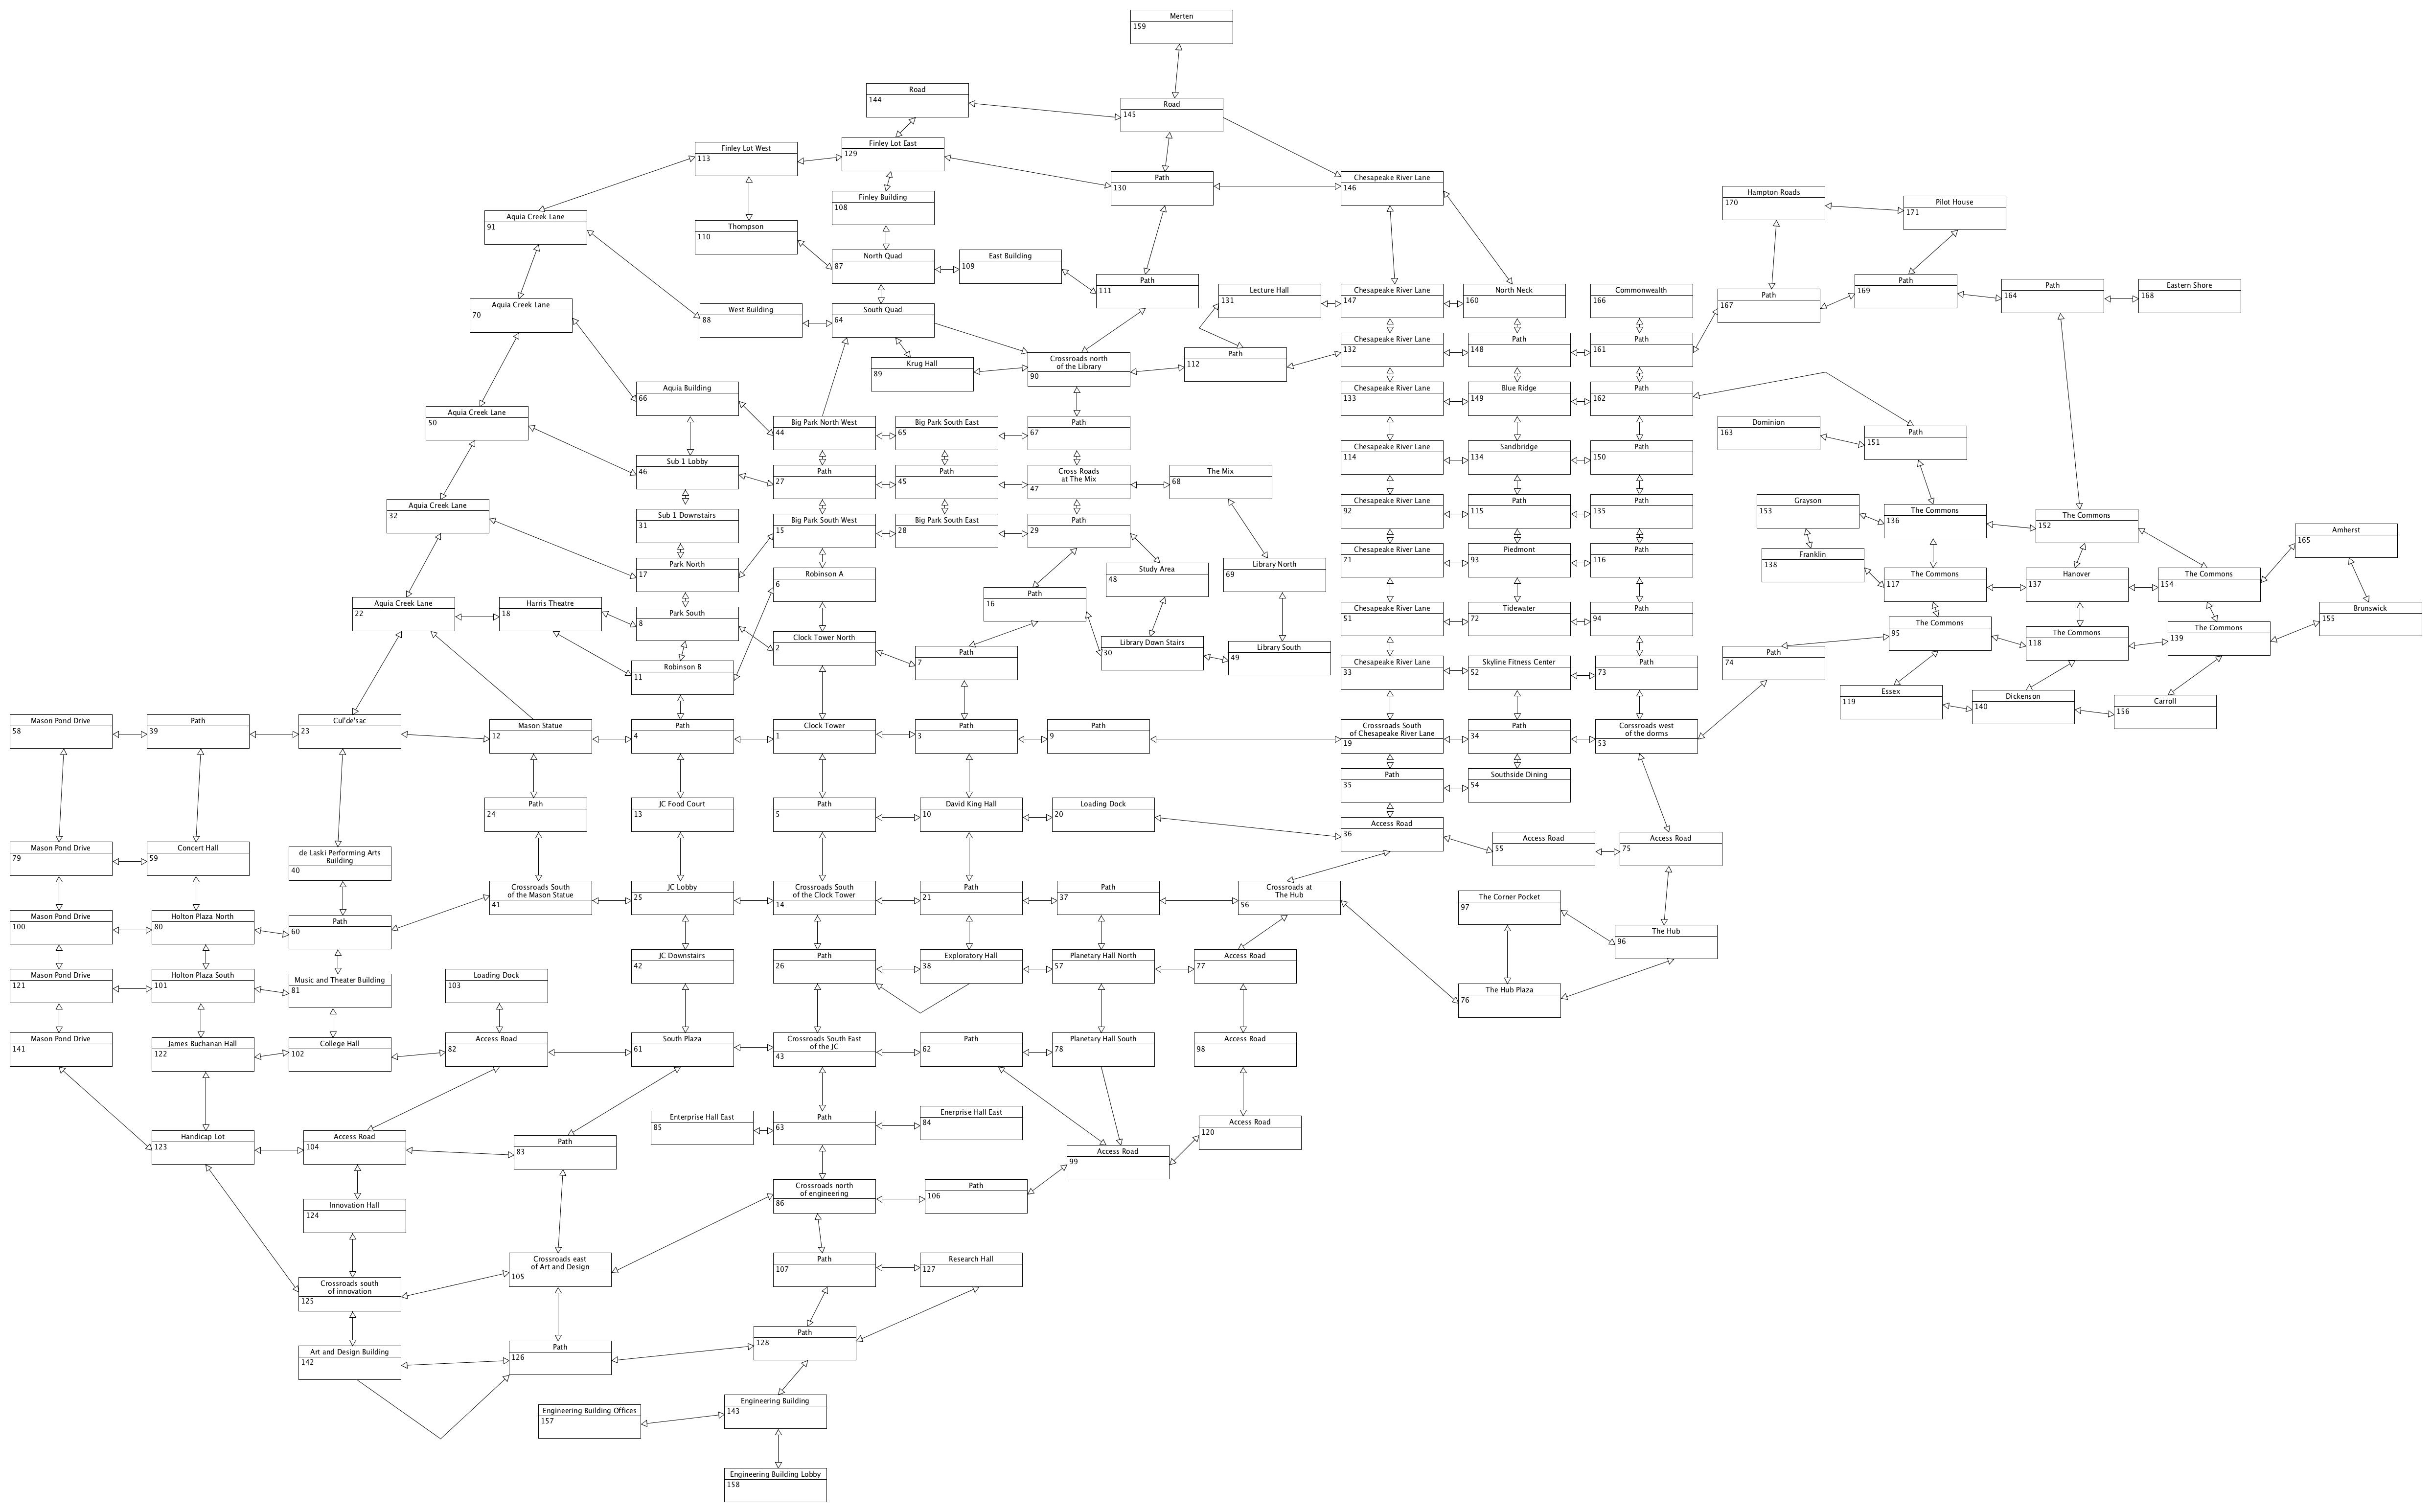 Merten
159
Road
144
Road
145
Finley Lot West
113
Finley Lot East
129
Path
130
Chesapeake River Lane
146
Hampton Roads
170
Pilot House
171
Finley Building
108
Aquia Creek Lane
91
Thompson
110
North Quad
87
East Building
109
Path
111
Lecture Hall
131
Chesapeake River Lane
147
North Neck
160
Commonwealth
166
Path
167
Path
169
Path
164
Eastern Shore
168
Aquia Creek Lane
70
West Building
88
South Quad
64
Krug Hall
89
Crossroads north
of the Library
90
Path
112
Chesapeake River Lane
132
Path
148
Path
161
Aquia Building
66
Chesapeake River Lane
133
Blue Ridge
149
Path
162
Aquia Creek Lane
50
Big Park North West
44
Big Park South East
65
Path
67
Dominion
163
Path
151
Sub 1 Lobby
46
Path
27
Path
45
Cross Roads
at The Mix
47
The Mix
68
Chesapeake River Lane
114
Sandbridge
134
Path
150
Aquia Creek Lane
32
Sub 1 Downstairs
31
Big Park South West
15
Big Park South East
28
Path
29
Chesapeake River Lane
92
Path
115
Path
135
Grayson
153
The Commons
136
The Commons
152
Amherst
165
Park North
17
Robinson A
6
Study Area
48
Library North
69
Chesapeake River Lane
71
Piedmont
93
Path
116
Franklin
138
The Commons
117
Hanover
137
The Commons
154
Aquia Creek Lane
22
Harris Theatre
18
Park South
8
Path
16
Chesapeake River Lane
51
Tidewater
72
Path
94
The Commons
95
The Commons
118
The Commons
139
Brunswick
155
Clock Tower North
2
Path
7
Library Down Stairs
30
Library South
49
Robinson B
11
Chesapeake River Lane
33
Skyline Fitness Center
52
Path
73
Path
74
Essex
119
Dickenson
140
Carroll
156
Mason Pond Drive
58
Path
39
Cul'de'sac
23
Mason Statue
12
Path
4
Clock Tower
1
Path
3
Path
9
Crossroads South
of Chesapeake River Lane
19
Path
34
Corssroads west
of the dorms
53
Path
35
Southside Dining
54
Path
24
JC Food Court
13
Path
5
David King Hall
10
Loading Dock
20
Access Road
36
Access Road
55
Access Road
75
Mason Pond Drive
79
Concert Hall
59
de Laski Performing Arts
Building
40
Crossroads South
of the Mason Statue
41
JC Lobby
25
Crossroads South
of the Clock Tower
14
Path
21
Path
37
Crossroads at
The Hub
56
The Corner Pocket
97
Mason Pond Drive
100
Holton Plaza North
80
Path
60
The Hub
96
JC Downstairs
42
Path
26
Exploratory Hall
38
Planetary Hall North
57
Access Road
77
Mason Pond Drive
121
Holton Plaza South
101
Music and Theater Building
81
Loading Dock
103
The Hub Plaza
76
Mason Pond Drive
141
James Buchanan Hall
122
College Hall
102
Access Road
82
South Plaza
61
Crossroads South East
of the JC
43
Path
62
Planetary Hall South
78
Access Road
98
Enterprise Hall East
85
Path
63
Enerprise Hall East
84
Access Road
120
Handicap Lot
123
Access Road
104
Path
83
Access Road
99
Innovation Hall
124
Crossroads north
of engineering
86
Path
106
Crossroads south
of innovation
125
Crossroads east
of Art and Design
105
Path
107
Research Hall
127
Art and Design Building
142
Path
126
Path
128
Engineering Building Offices
157
Engineering Building
143
Engineering Building Lobby
158